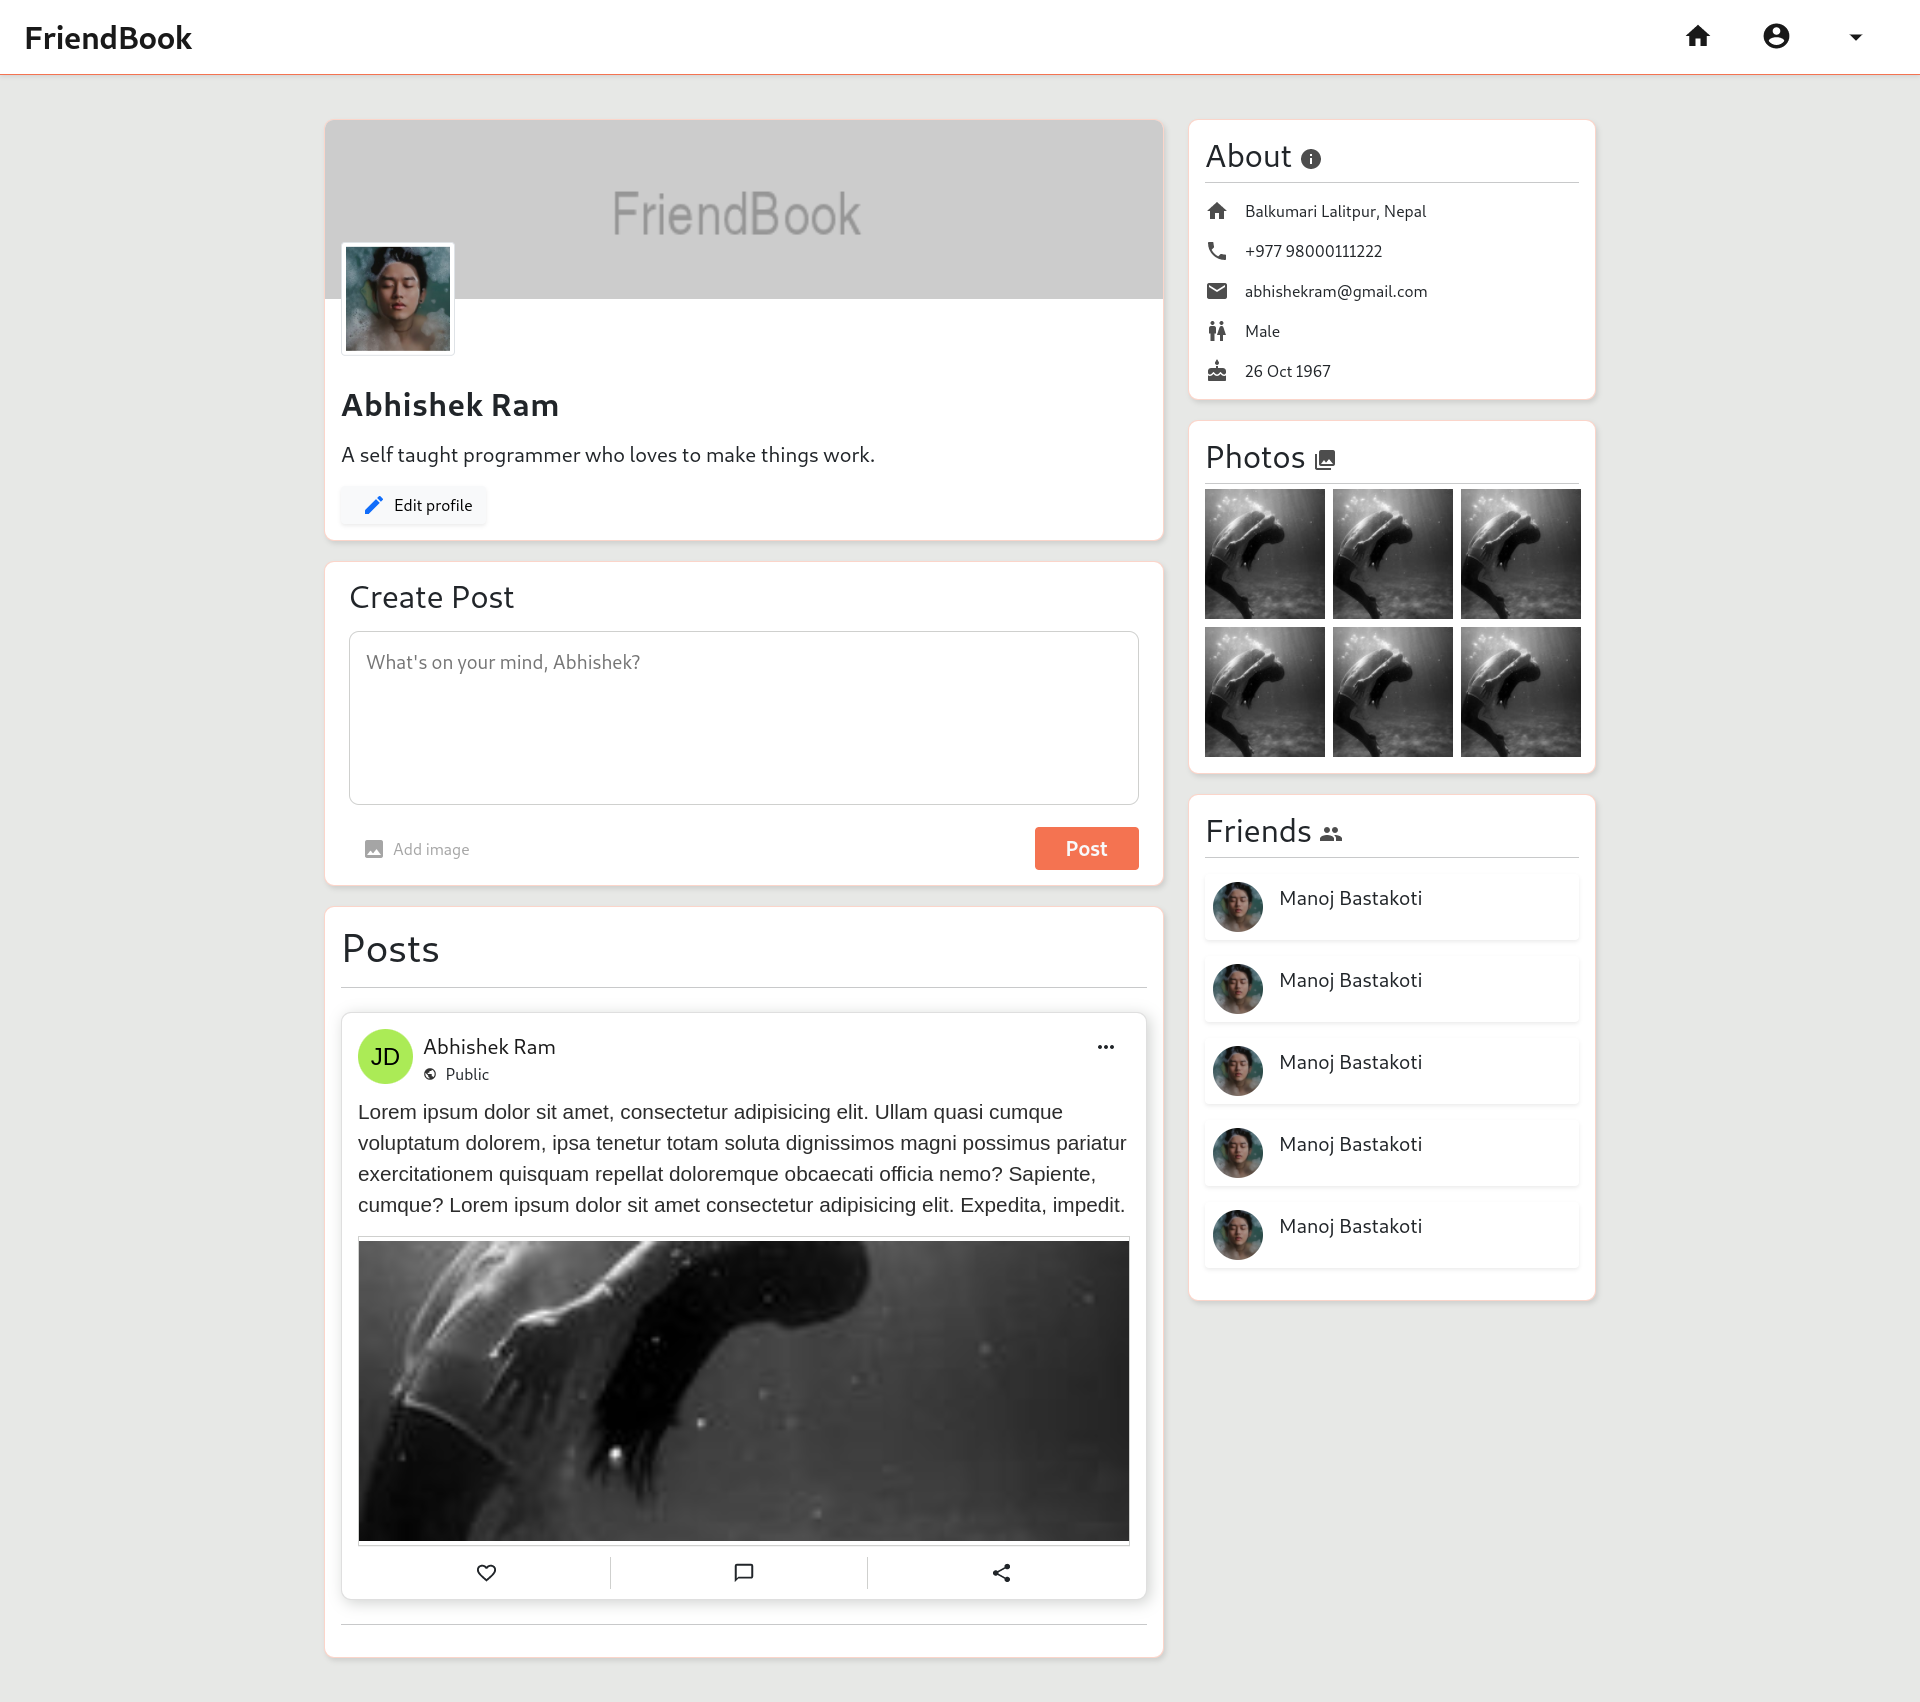 FriendBook
FriendBook
Abhishek Ram
A self taught programmer who loves to make things work.
Edit profile
Create Post
What's on your mind, Abhishek?
Add image
Post
Posts
JD
Abhishek Ram
Public
Lorem ipsum dolor sit amet, consectetur adipisicing elit. Ullam quasi cumque
voluptatum dolorem, ipsa tenetur totam soluta dignissimos magni possimus pariatur
exercitationem quisquam repellat doloremque obcaecati officia nemo? Sapiente,
cumque? Lorem ipsum dolor sit amet consectetur adipisicing elit. Expedita, impedit.
About
Balkumari Lalitpur, Nepal
+977 98000111222
abhishekram@gmail.com
Male
26 Oct 1967
Photos
Friends
Manoj Bastakoti
Manoj Bastakoti
Manoj Bastakoti
Manoj Bastakoti
Manoj Bastakoti